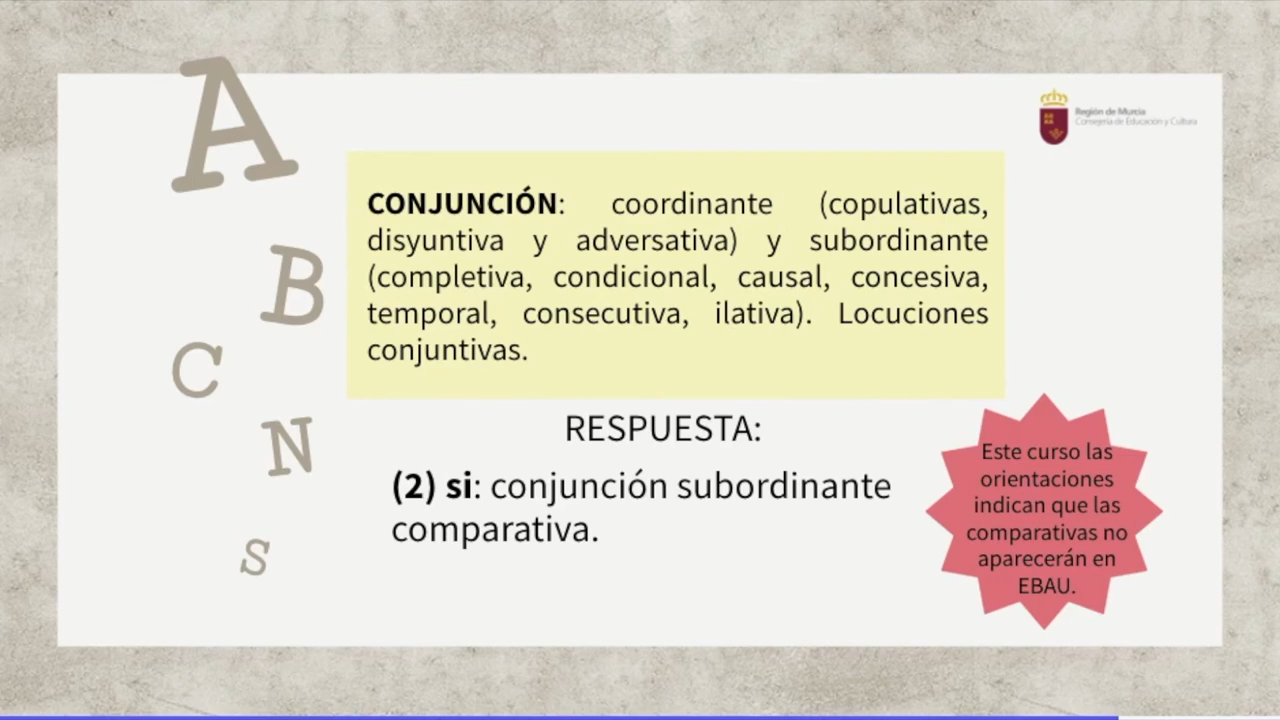 A
B
C
N
S
Región de Murcia
Consejería de Educación y Cultura
CONJUNCIÓN: coordinante (copulativas,
disyuntiva y adversativa) y subordinante
(completiva, condicional, causal, concesiva,
temporal, consecutiva, ilativa). Locuciones
conjuntivas.
RESPUESTA:
(2) si: conjunción subordinante
comparativa.
Este curso las
orientaciones
indican que las
comparativas no
aparecerán en
EBAU.